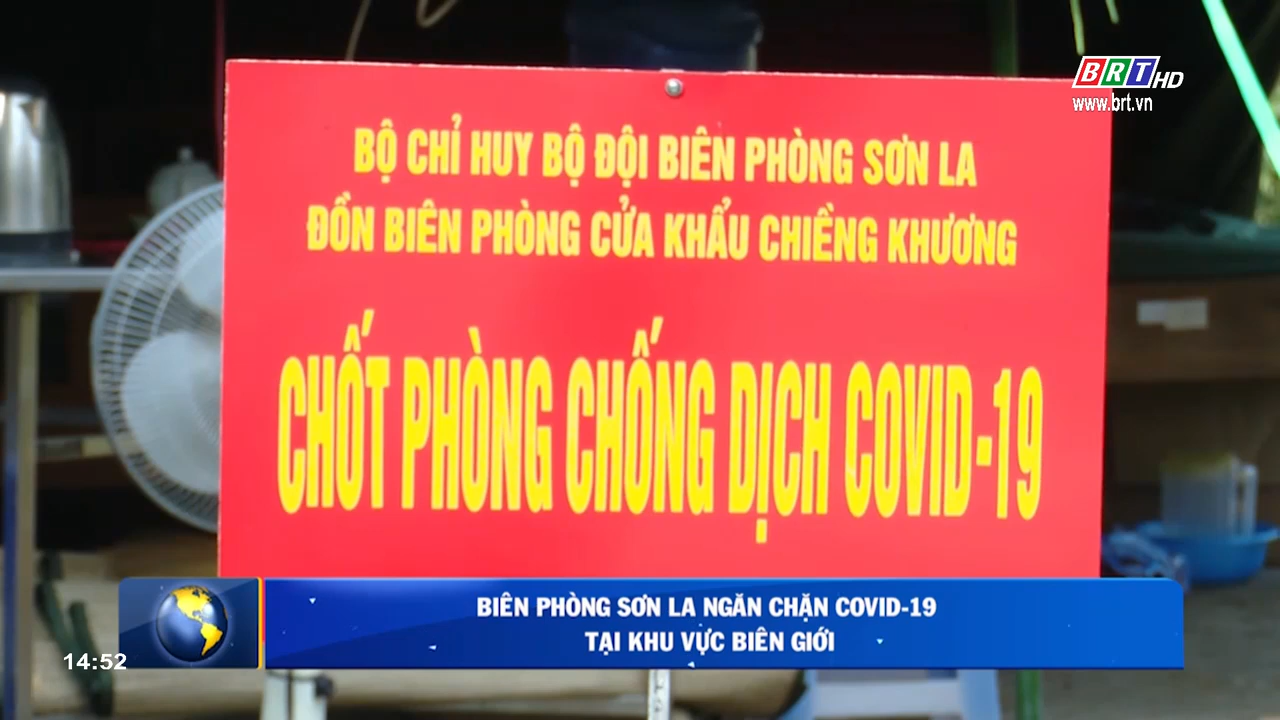 BRT HD
www.brt.vn
BỘ CHỈ HUY BỘ ĐỘI BIÊN PHÒNG SƠN LA
ĐỒN BIÊN PHÒNG CỬA KHẨU CHIỀNG KHƯƠNG
CHỐT PHÒNG CHỐNG DỊCH COVID-19
BIÊN PHÒNG SƠN LA NGĂN CHẶN COVID-19
TẠI KHU VỰC BIÊN GIỚI
14:52